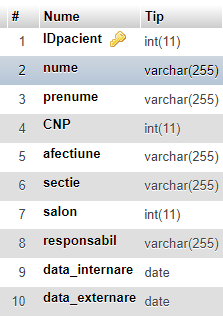 # Nume Tip
1 IDpacient int(11)
2 nume varchar(255)
3 prenume varchar(255)
4 CNP int(11)
5 afectiune varchar(255)
6 sectie varchar(255)
7 salon int(11)
8 responsabil varchar(255)
9 data_internare date
10 data_externare date